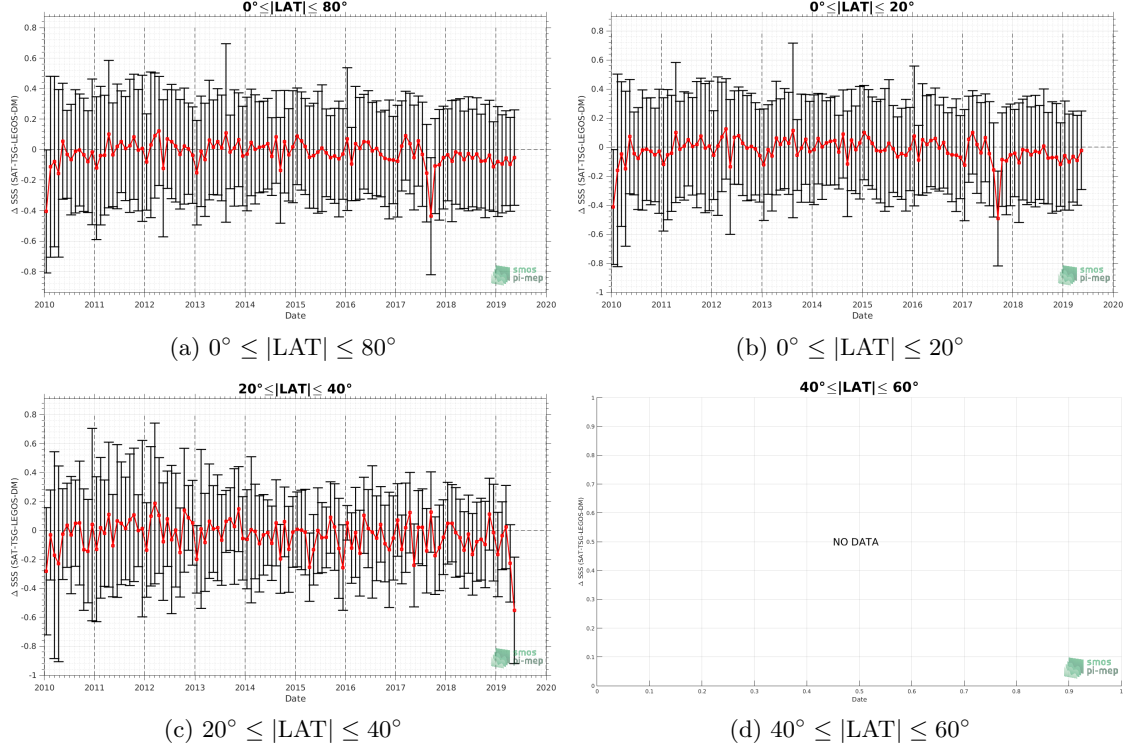 0°≤|LAT|≤ 80°
Δ SSS (SAT-TSG-LEGOS-DM)
0.8
0.6
0.4
0.2
0
-0.2
-0.4
-0.6
-0.8
2010 2011 2012 2013 2014 2015 2016 2017 2018 2019 2020
Date
smos
pi-mep
(a) 0° ≤ |LAT| ≤ 80°
0°≤|LAT|≤ 20°
Δ SSS (SAT-TSG-LEGOS-DM)
0.8
0.6
0.4
0.2
0
-0.2
-0.4
-0.6
-0.8
-1
2010 2011 2012 2013 2014 2015 2016 2017 2018 2019 2020
Date
smos
pi-mep
(b) 0° ≤ |LAT| ≤ 20°
20°≤|LAT|≤ 40°
Δ SSS (SAT-TSG-LEGOS-DM)
0.8
0.6
0.4
0.2
0
-0.2
-0.4
-0.6
-0.8
-1
2010 2011 2012 2013 2014 2015 2016 2017 2018 2019 2020
Date
smos
pi-mep
(c) 20° ≤ |LAT| ≤ 40°
40°≤|LAT|≤ 60°
Δ SSS (SAT-TSG-LEGOS-DM)
1
0.9
0.8
0.7
0.6
0.5
0.4
0.3
0.2
0.1
0
NO DATA
0 0.1 0.2 0.3 0.4 0.5 0.6 0.7 0.8 0.9 1
Date
smos
pi-mep
(d) 40° ≤ |LAT| ≤ 60°